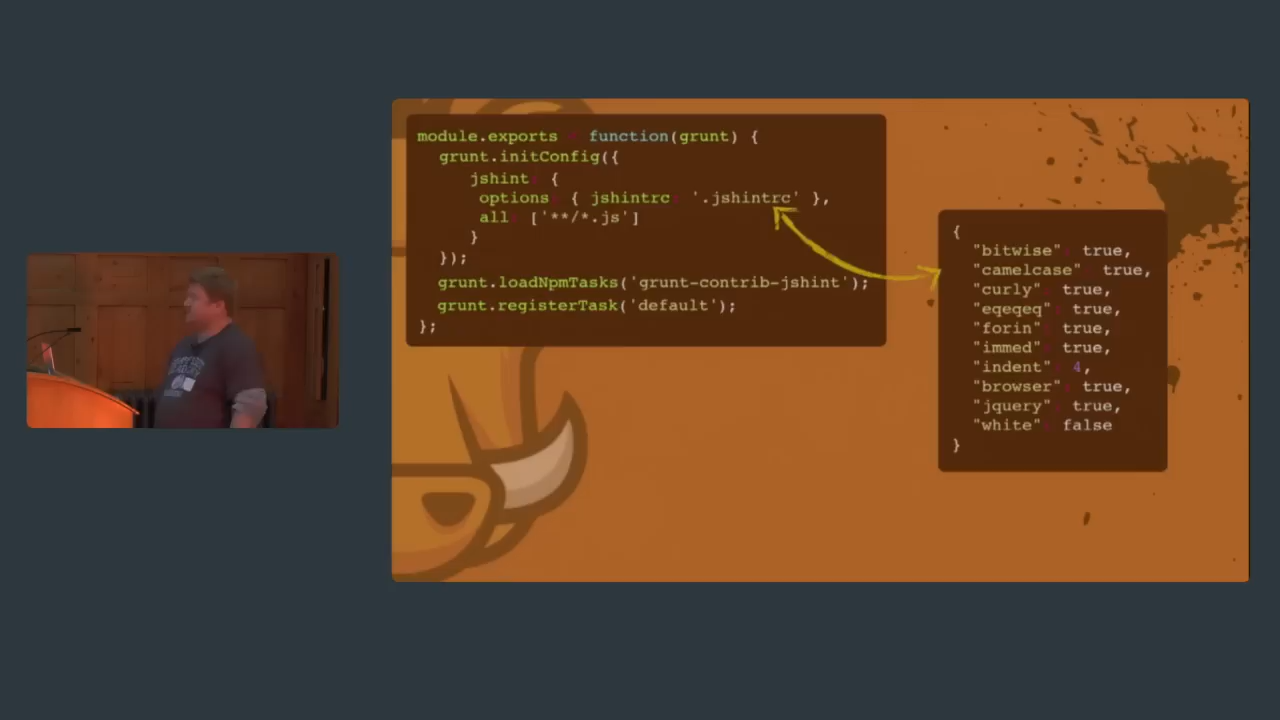 module.exports = function(grunt) {
grunt.initConfig({
jshint: {
options: { jshintrc: '.jshintrc' },
all: ['**/*.js']
}
});
grunt.loadNpmTasks('grunt-contrib-jshint');
grunt.registerTask('default');
};
{
"bitwise": true,
"camelcase": true,
"curly": true,
"eqeqeq": true,
"forin": true,
"immed": true,
"indent": 4,
"browser": true,
"jquery": true,
"white": false
}